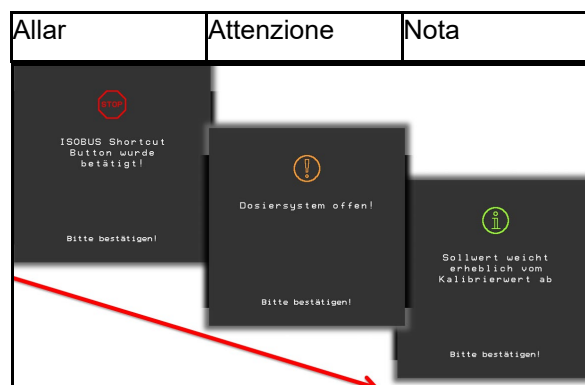 Allar
Attenzione
Nota
STOP
ISOBUS Shortcut
Button wurde
betätigt!
Bitte bestätigen!
Dosiersystem offen!
Bitte bestätigen!
Sollwert weicht
erheblich vom
Kalibrierwert ab
Bitte bestätigen!